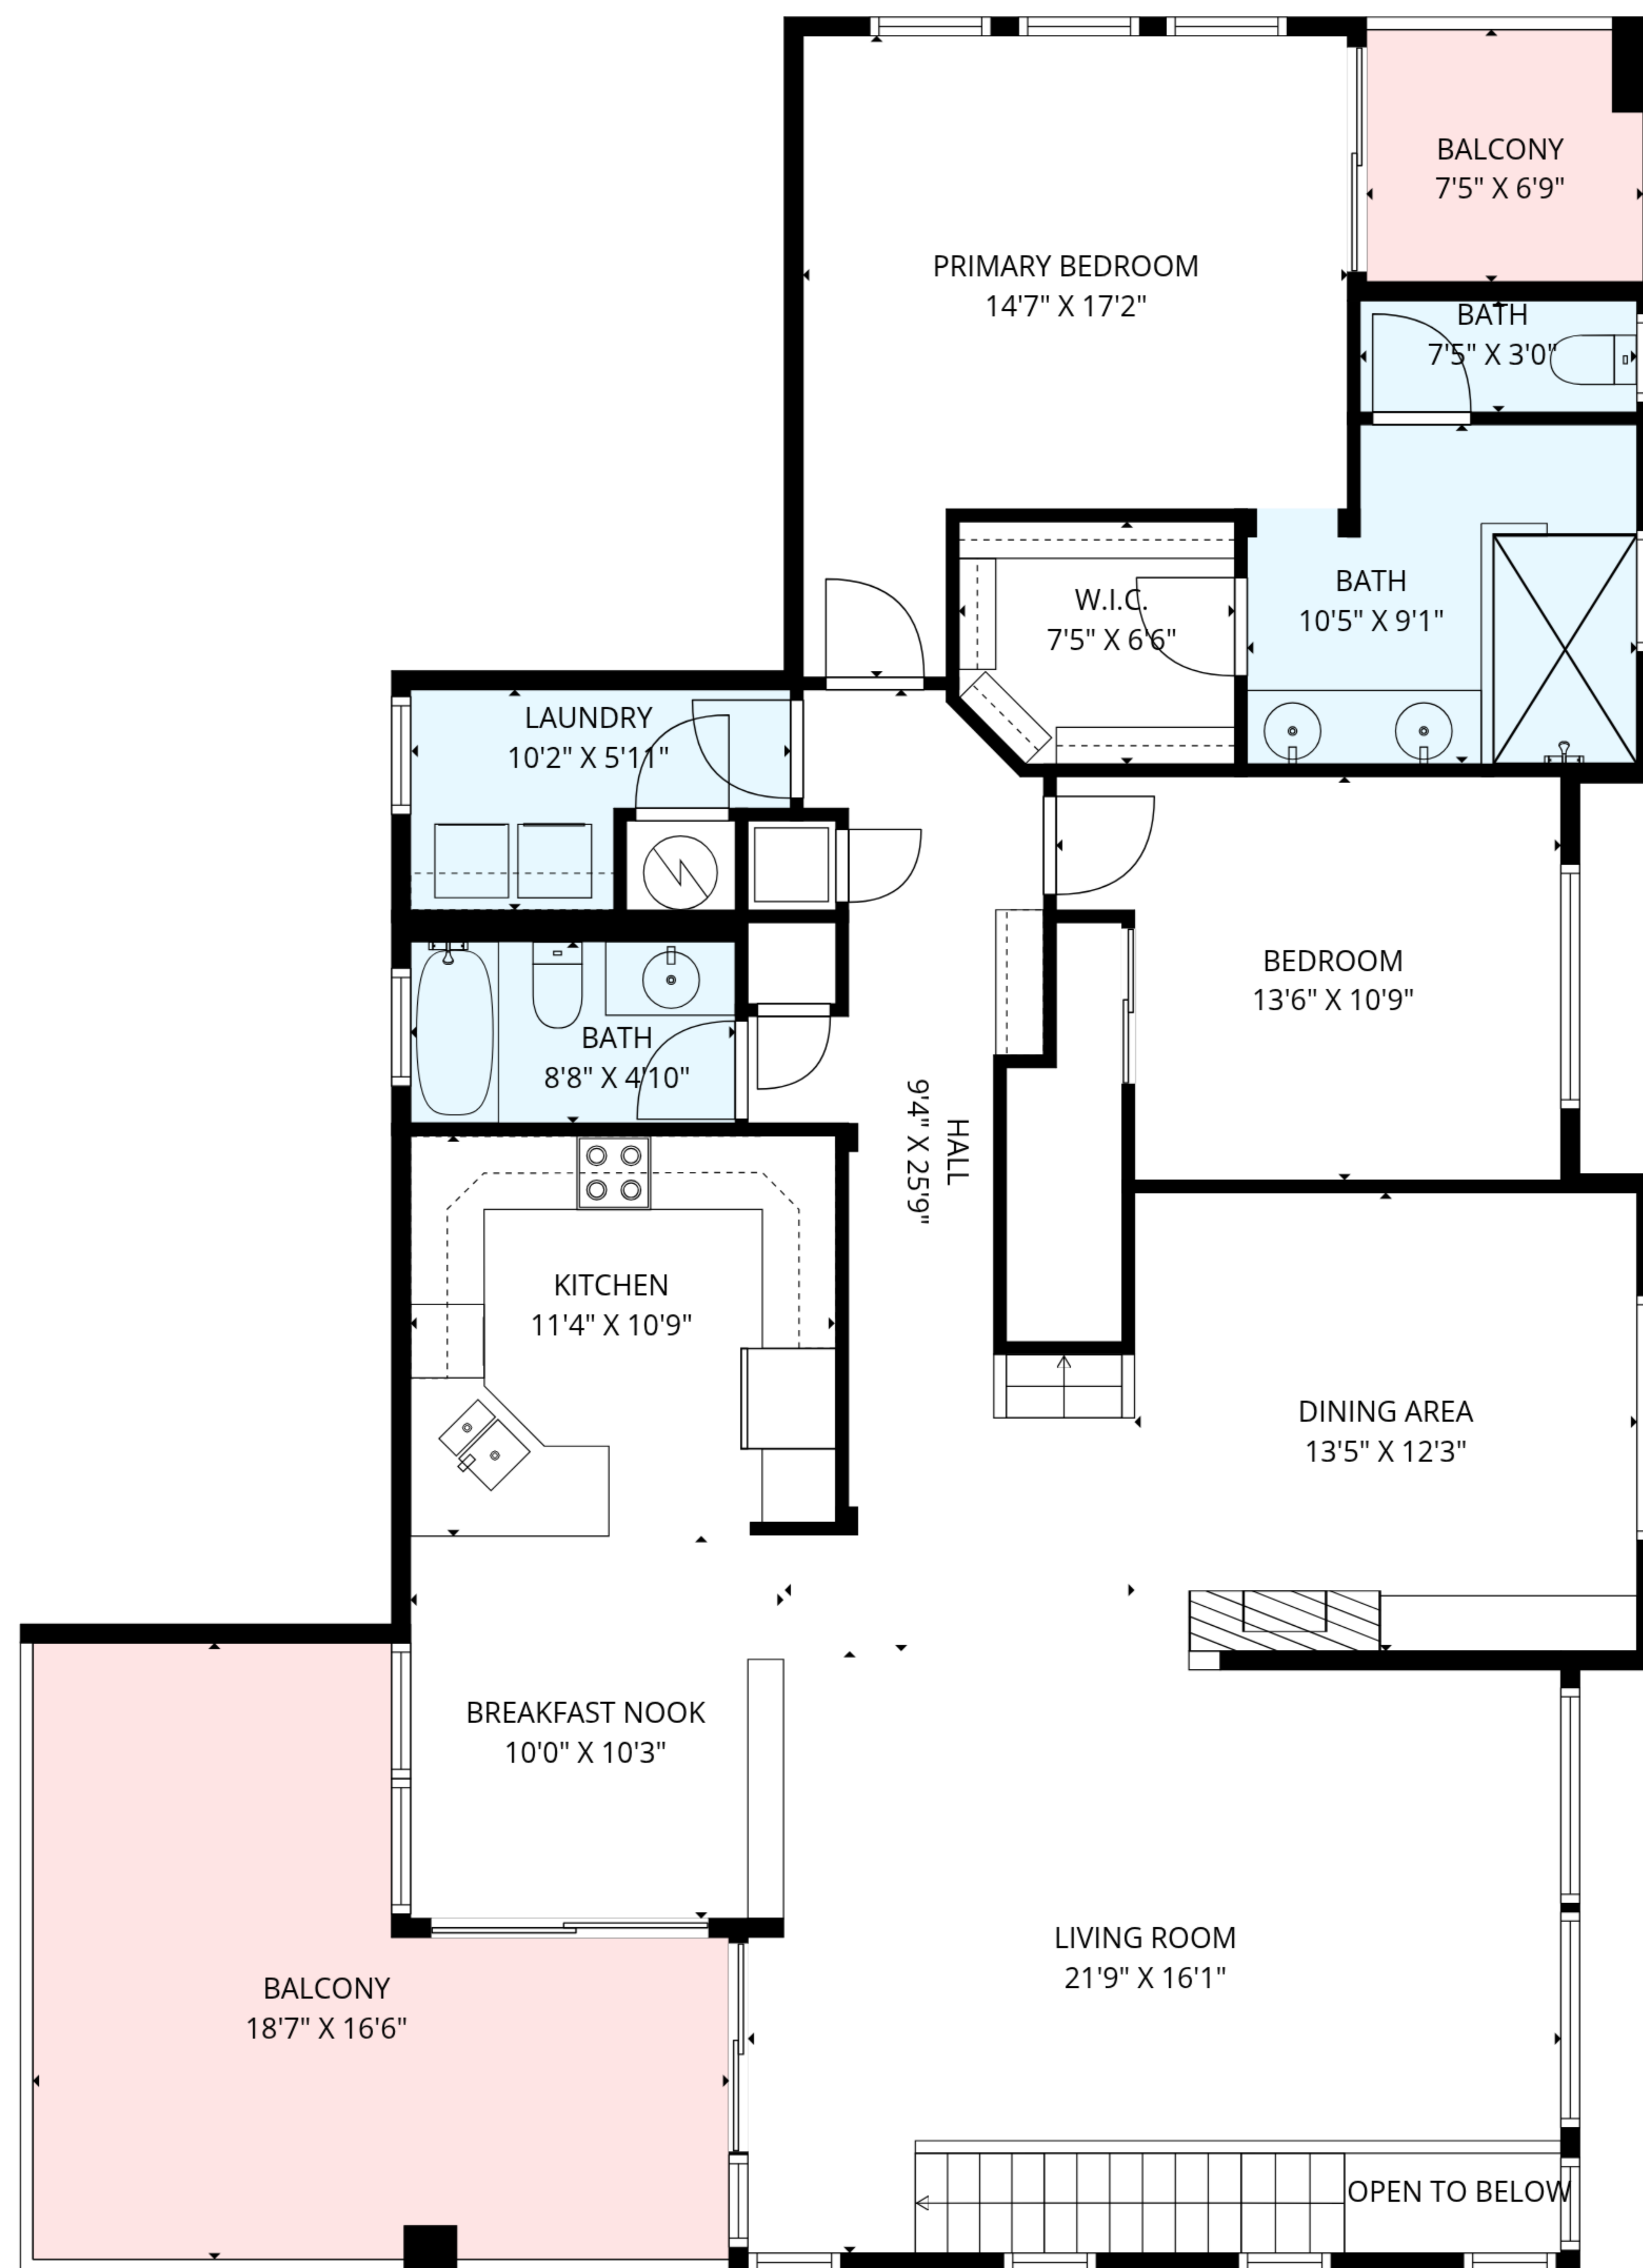 BALCONY
7'5" X 6'9"
PRIMARY BEDROOM
14'7" X 17'2"
BATH
7'5" X 3'0"
W.I.C.
7'5" X 6'6"
BATH
10'5" X 9'1"
LAUNDRY
10'2" X 5'11"
BEDROOM
13'6" X 10'9"
BATH
8'8" X 4'10"
HALL
9'4" X 25'9"
KITCHEN
11'4" X 10'9"
DINING AREA
13'5" X 12'3"
BREAKFAST NOOK
10'0" X 10'3"
LIVING ROOM
21'9" X 16'1"
BALCONY
18'7" X 16'6"
OPEN TO BELOW